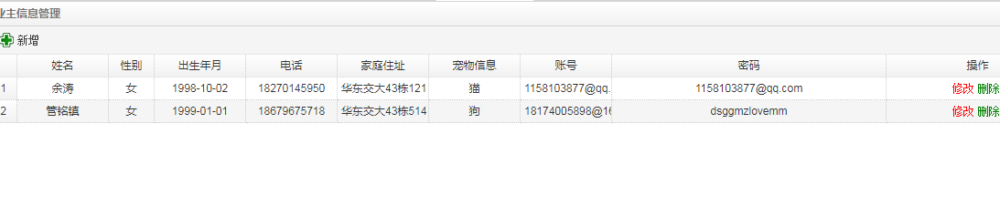 业主信息管理
新增
姓名 性别 出生年月 电话 家庭住址 宠物信息 账号 密码 操作
1 余涛 女 1998-10-02 18270145950 华东交大43栋121 猫 1158103877@qq. 1158103877@qq.com 修改 删除
2 管铭镇 女 1999-01-01 18679675718 华东交大43栋514 狗 18174005898@16 dsggmzlovemm 修改 删除